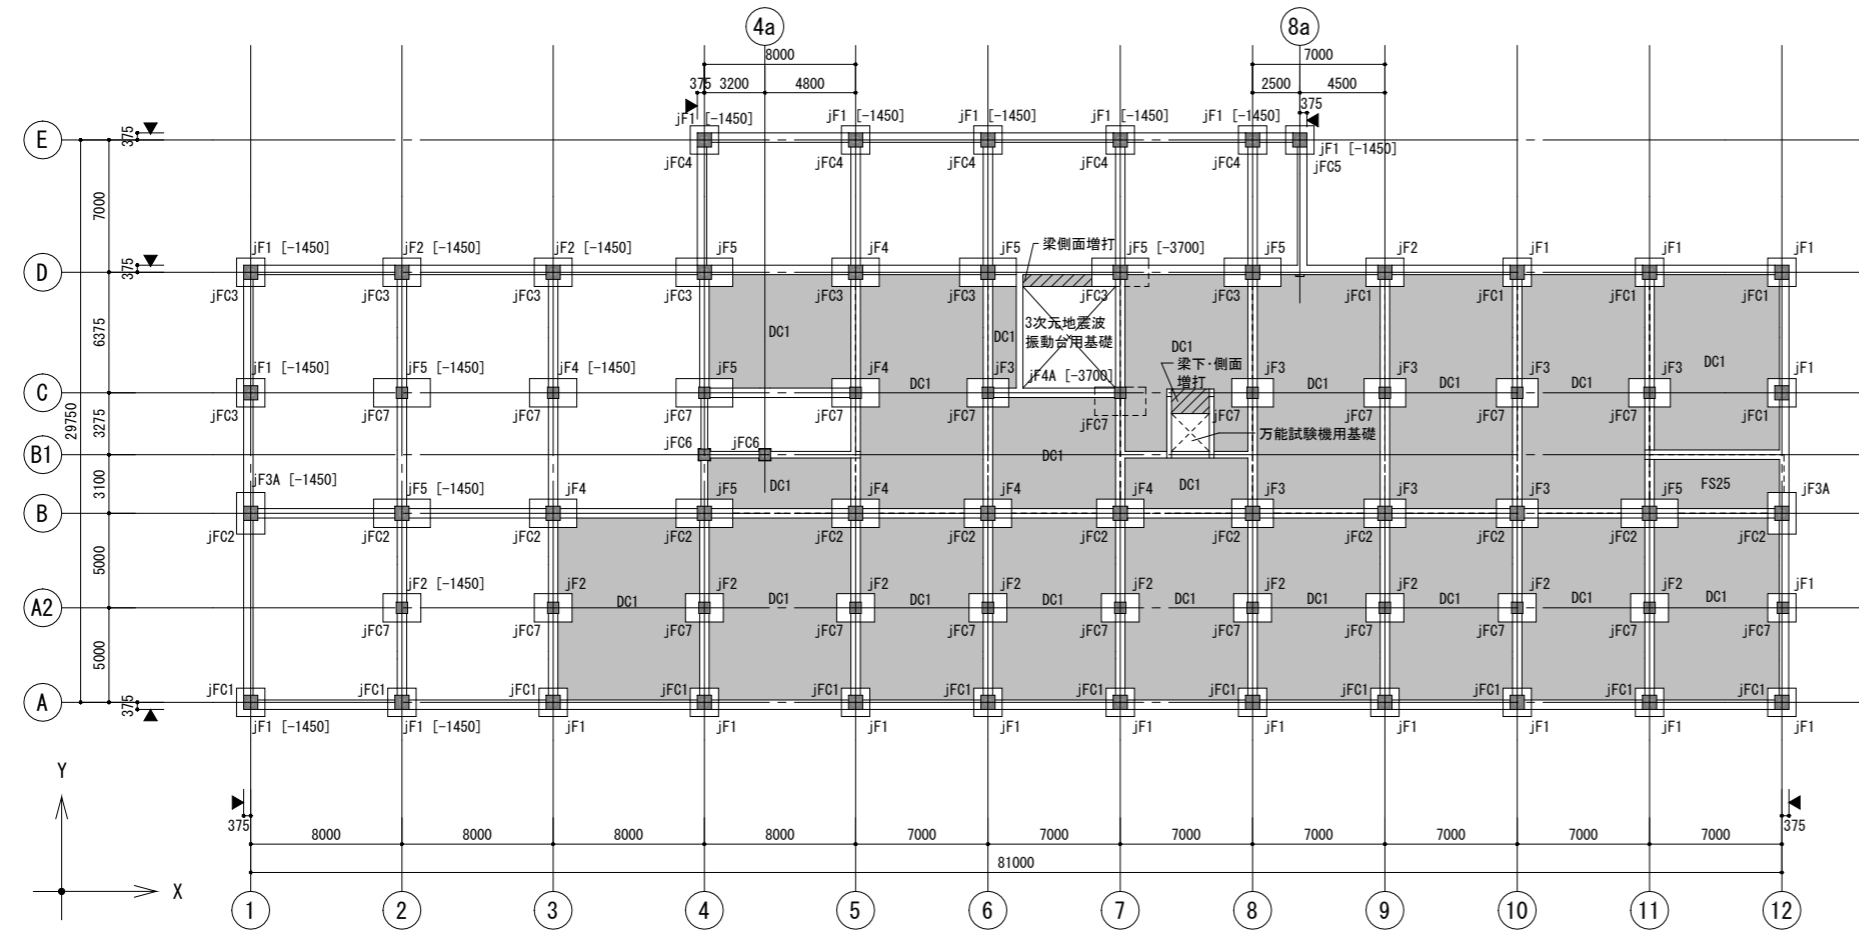 4a 8a
8000 7000
375 3200 4800 2500 4500
375
jF1 [-1450] jF1 [-1450] jF1 [-1450] jF1 [-1450] jF1 [-1450]
E 375 jF1 [-1450]
jFC4 jFC4 jFC4 jFC4 jFC4 jFC5
7000
jF1 [-1450] jF2 [-1450] jF2 [-1450] jF5 jF4 jF5 梁側面増打 jF5 [-3700] jF5 jF2 jF1 jF1 jF1
D 375
jFC3 jFC3 jFC3 jFC3 jFC3 jFC3 jFC3 jFC3 jFC1 jFC1 jFC1 jFC1
6375
DC1 DC1 3次元地震波
振動台用基礎
DC1 DC1
梁下・側面
増打
jF1 [-1450] jF5 [-1450] jF4 [-1450] jF5 jF4 jF3 jF4A [-3700] jF3 jF3 jF3 jF3 jF1
C DC1 DC1 DC1 DC1
jFC3 jFC7 jFC7 jFC7 jFC7 jFC7 jFC7 jFC7 jFC7 jFC7 jFC1
29750 3275
万能試験機用基礎
jFC6 jFC6
B1 DC1
3100
jF3A [-1450] jF5 [-1450] jF4 jF5 DC1 jF4 jF4 jF4 DC1 jF3 jF3 jF3 jF5 FS25 jF3A
B
jFC2 jFC2 jFC2 jFC2 jFC2 jFC2 jFC2 jFC2 jFC2 jFC2 jFC2 jFC2
5000
jF2 [-1450] jF2 jF2 jF2 jF2 jF2 jF2 jF2 jF2 jF2 jF1
A2 DC1 DC1 DC1 DC1 DC1 DC1 DC1 DC1 DC1
jFC7 jFC7 jFC7 jFC7 jFC7 jFC7 jFC7 jFC7 jFC7 jFC7 jFC7
5000
jFC1 jFC1 jFC1 jFC1 jFC1 jFC1 jFC1 jFC1 jFC1 jFC1 jFC1 jFC1
A 375
jF1 [-1450] jF1 [-1450] jF1 jF1 jF1 jF1 jF1 jF1 jF1 jF1 jF1 jF1
Y
375 375
8000 8000 8000 8000 7000 7000 7000 7000 7000 7000 7000
81000
X
1 2 3 4 5 6 7 8 9 10 11 12